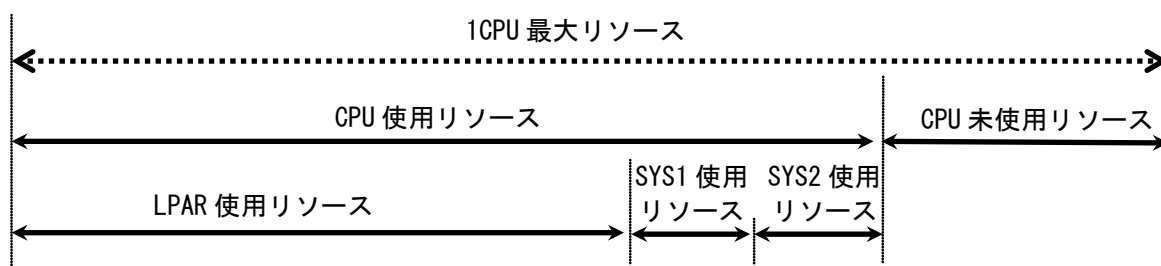 1CPU 最大リソース
CPU 使用リソース
CPU 未使用リソース
LPAR 使用リソース
SYS1 使用
リソース
SYS2 使用
リソース